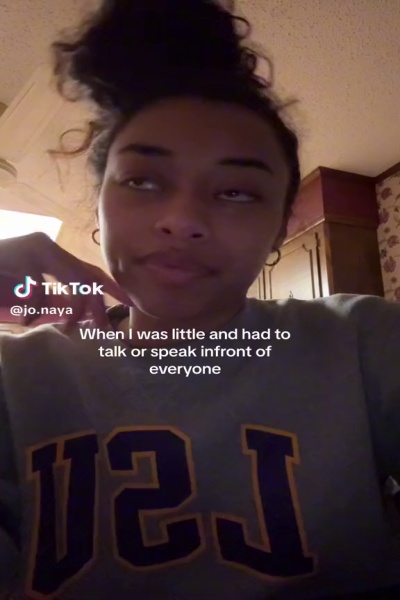 TikTok
@jo.naya
When I was little and had to
talk or speak infront of
everyone
LSU